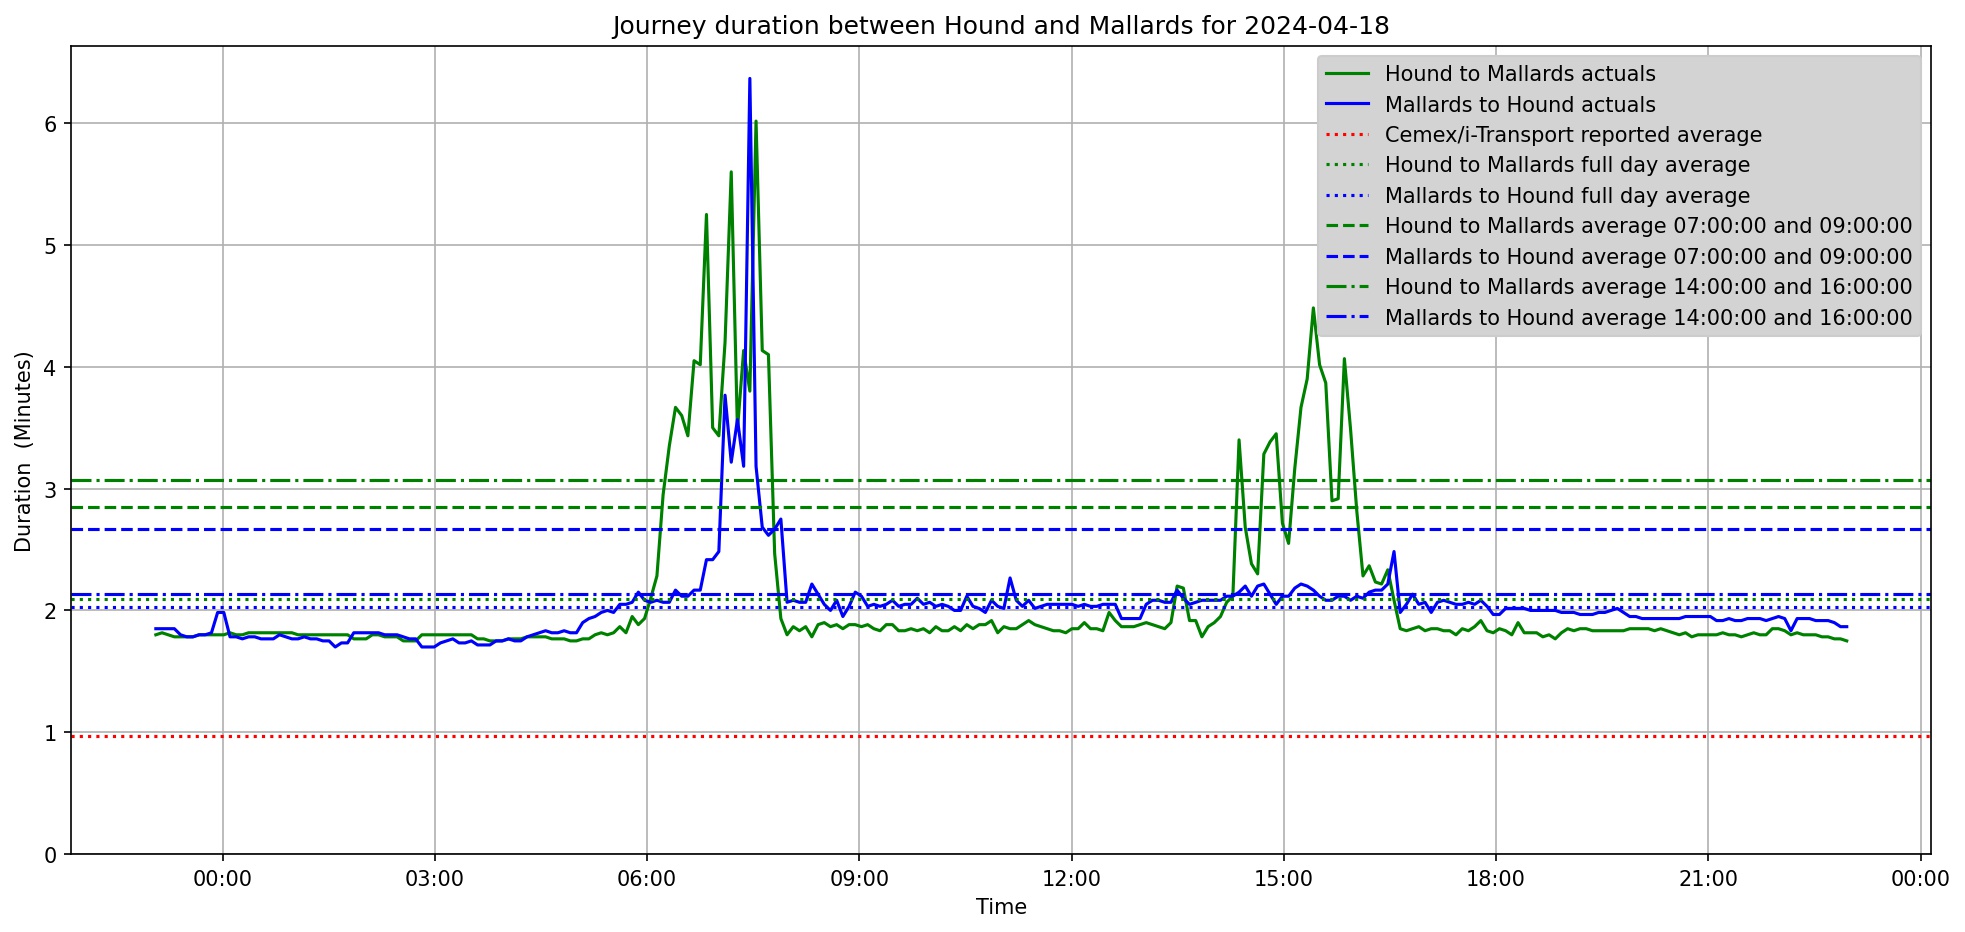 Journey duration between Hound and Mallards for 2024-04-18
Hound to Mallards actuals
Mallards to Hound actuals
Cemex/i-Transport reported average
Hound to Mallards full day average
Mallards to Hound full day average
Hound to Mallards average 07:00:00 and 09:00:00
Mallards to Hound average 07:00:00 and 09:00:00
Hound to Mallards average 14:00:00 and 16:00:00
Mallards to Hound average 14:00:00 and 16:00:00
Duration (Minutes)
6
5
4
3
2
1
0
00:00 03:00 06:00 09:00 12:00 15:00 18:00 21:00 00:00
Time